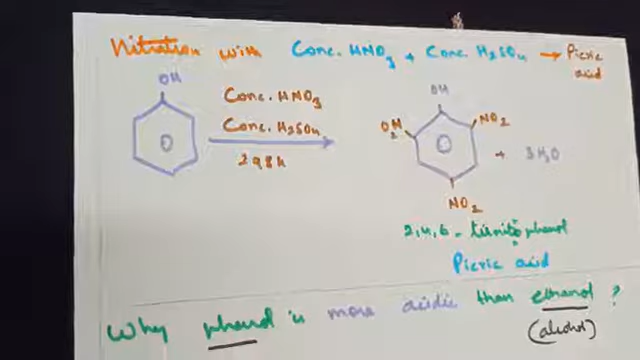 Nitration with Conc. HNO3 + Conc. H2SO4 → Picric acid
OH
Conc. HNO3
Conc. H2SO4
298K
OH
O2N
NO2
+ 3H2O
NO2
2,4,6 - trinitrophenol
Picric acid
Why phenol is more acidic than ethanol ?
(alcohol)